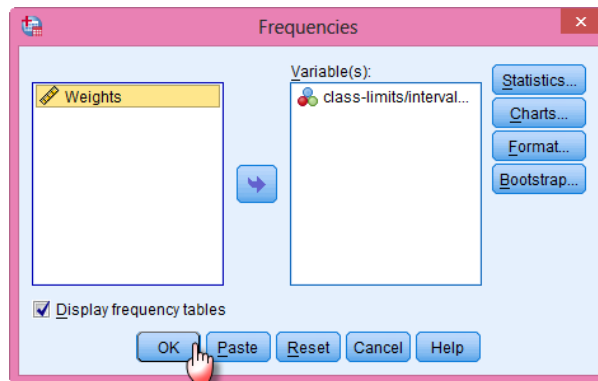 Frequencies
Variable(s):
Weights
class-limits/interval...
Statistics...
Charts...
Format...
Bootstrap...
Display frequency tables
OK Paste Reset Cancel Help